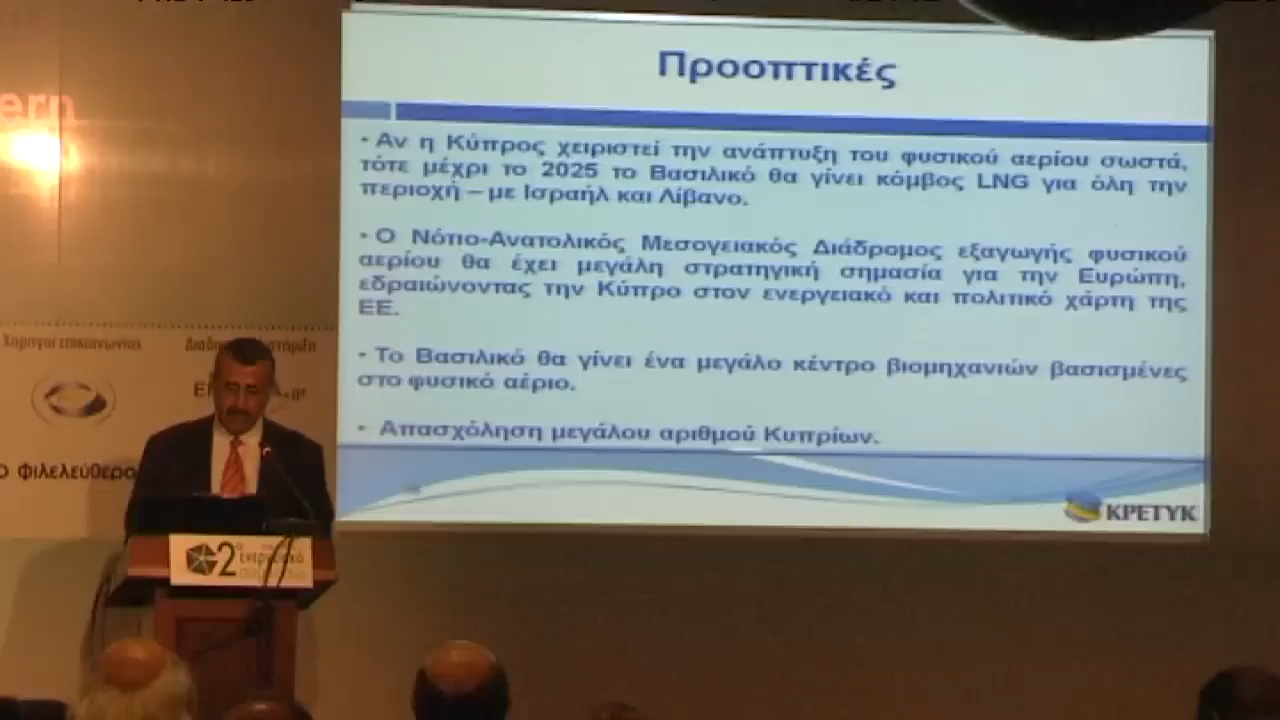 ern
Προοπτικές
• Αν η Κύπρος χειριστεί την ανάπτυξη του φυσικού αερίου σωστά,
τότε μέχρι το 2025 το Βασιλικό θα γίνει κόμβος LNG για όλη την
περιοχή – με Ισραήλ και Λίβανο.
• Ο Νότιο-Ανατολικός Μεσογειακός Διάδρομος εξαγωγής φυσικού
αερίου θα έχει μεγάλη στρατηγική σημασία για την Ευρώπη,
εδραιώνοντας την Κύπρο στον ενεργειακό και πολιτικό χάρτη της
ΕΕ.
• Το Βασιλικό θα γίνει ένα μεγάλο κέντρο βιομηχανιών βασισμένες
στο φυσικό αέριο.
• Απασχόληση μεγάλου αριθμού Κυπρίων.
ΚΡΕΤΥΚ
Χορηγοί επικοινωνίας
.gr
Ο Φιλελεύθερο
2